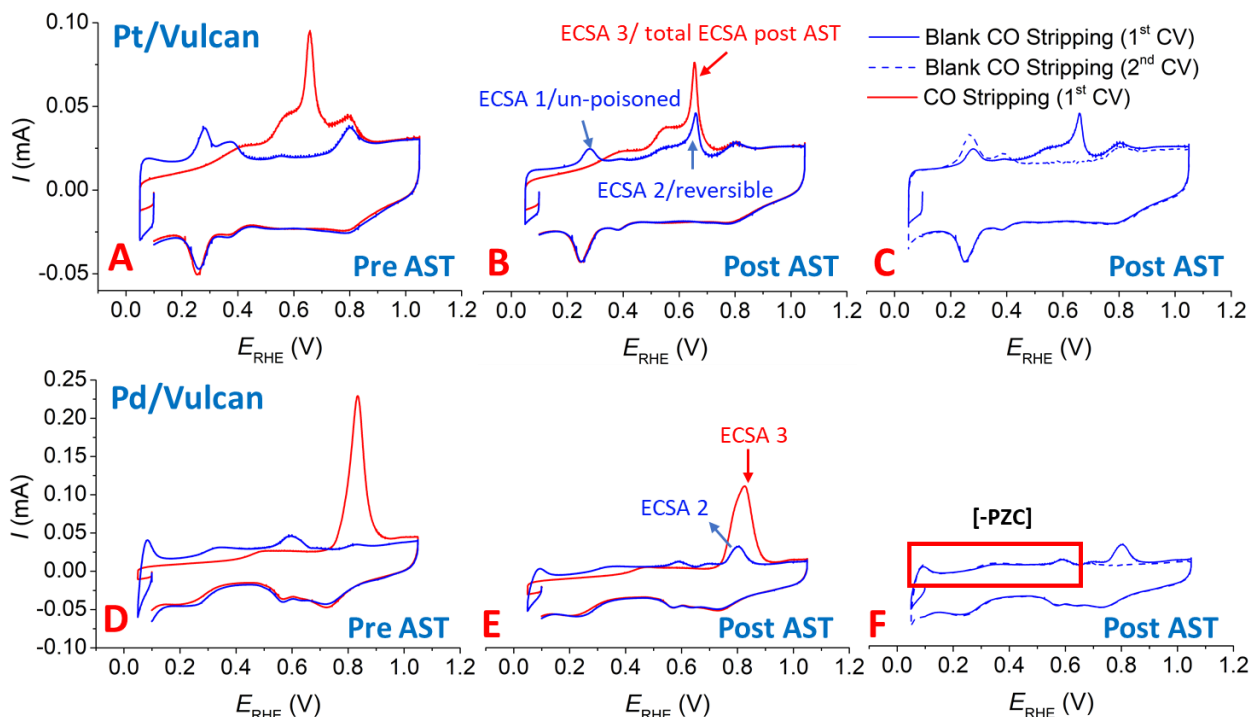 Pt/Vulcan
0.10
0.05
0.00
-0.05
I (mA)
A
Pre AST
0.0 0.2 0.4 0.6 0.8 1.0 1.2
E_RHE (V)
ECSA 3/ total ECSA post AST
ECSA 1/un-poisoned
ECSA 2/reversible
B
Post AST
0.0 0.2 0.4 0.6 0.8 1.0 1.2
E_RHE (V)
Blank CO Stripping (1st CV)
Blank CO Stripping (2nd CV)
CO Stripping (1st CV)
C
Post AST
0.0 0.2 0.4 0.6 0.8 1.0 1.2
E_RHE (V)
Pd/Vulcan
0.25
0.20
0.15
0.10
0.05
0.00
-0.05
-0.10
I (mA)
D
Pre AST
0.0 0.2 0.4 0.6 0.8 1.0 1.2
E_RHE (V)
ECSA 3
ECSA 2
E
Post AST
0.0 0.2 0.4 0.6 0.8 1.0 1.2
E_RHE (V)
[-PZC]
F
Post AST
0.0 0.2 0.4 0.6 0.8 1.0 1.2
E_RHE (V)